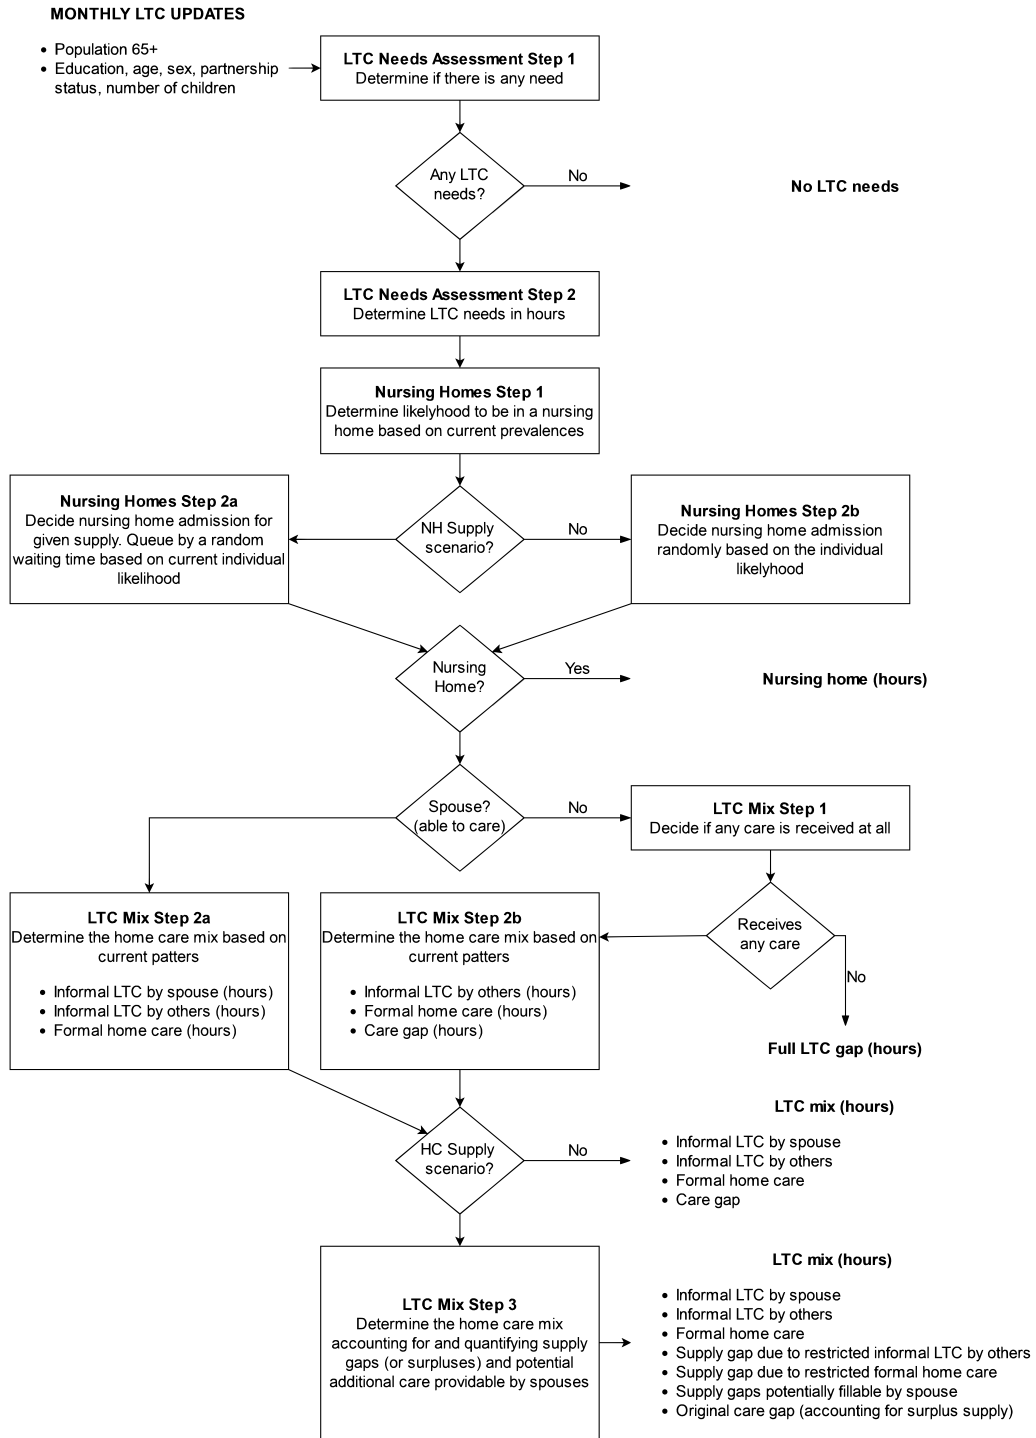 MONTHLY LTC UPDATES
• Population 65+
• Education, age, sex, partnership
status, number of children
LTC Needs Assessment Step 1
Determine if there is any need
Any LTC
needs?
No
No LTC needs
LTC Needs Assessment Step 2
Determine LTC needs in hours
Nursing Homes Step 1
Determine likelyhood to be in a nursing
home based on current prevalences
Nursing Homes Step 2a
Decide nursing home admission for
given supply. Queue by a random
waiting time based on current individual
likelihood
NH Supply
scenario?
No
Nursing Homes Step 2b
Decide nursing home admission
randomly based on the individual
likelyhood
Nursing
Home?
Yes
Nursing home (hours)
Spouse?
(able to care)
No
LTC Mix Step 1
Decide if any care is received at all
LTC Mix Step 2a
Determine the home care mix based on
current patters
• Informal LTC by spouse (hours)
• Informal LTC by others (hours)
• Formal home care (hours)
LTC Mix Step 2b
Determine the home care mix based on
current patters
• Informal LTC by others (hours)
• Formal home care (hours)
• Care gap (hours)
Receives
any care
No
Full LTC gap (hours)
HC Supply
scenario?
No
LTC mix (hours)
• Informal LTC by spouse
• Informal LTC by others
• Formal home care
• Care gap
LTC Mix Step 3
Determine the home care mix
accounting for and quantifying supply
gaps (or surpluses) and potential
additional care providable by spouses
LTC mix (hours)
• Informal LTC by spouse
• Informal LTC by others
• Formal home care
• Supply gap due to restricted informal LTC by others
• Supply gap due to restricted formal home care
• Supply gaps potentially fillable by spouse
• Original care gap (accounting for surplus supply)